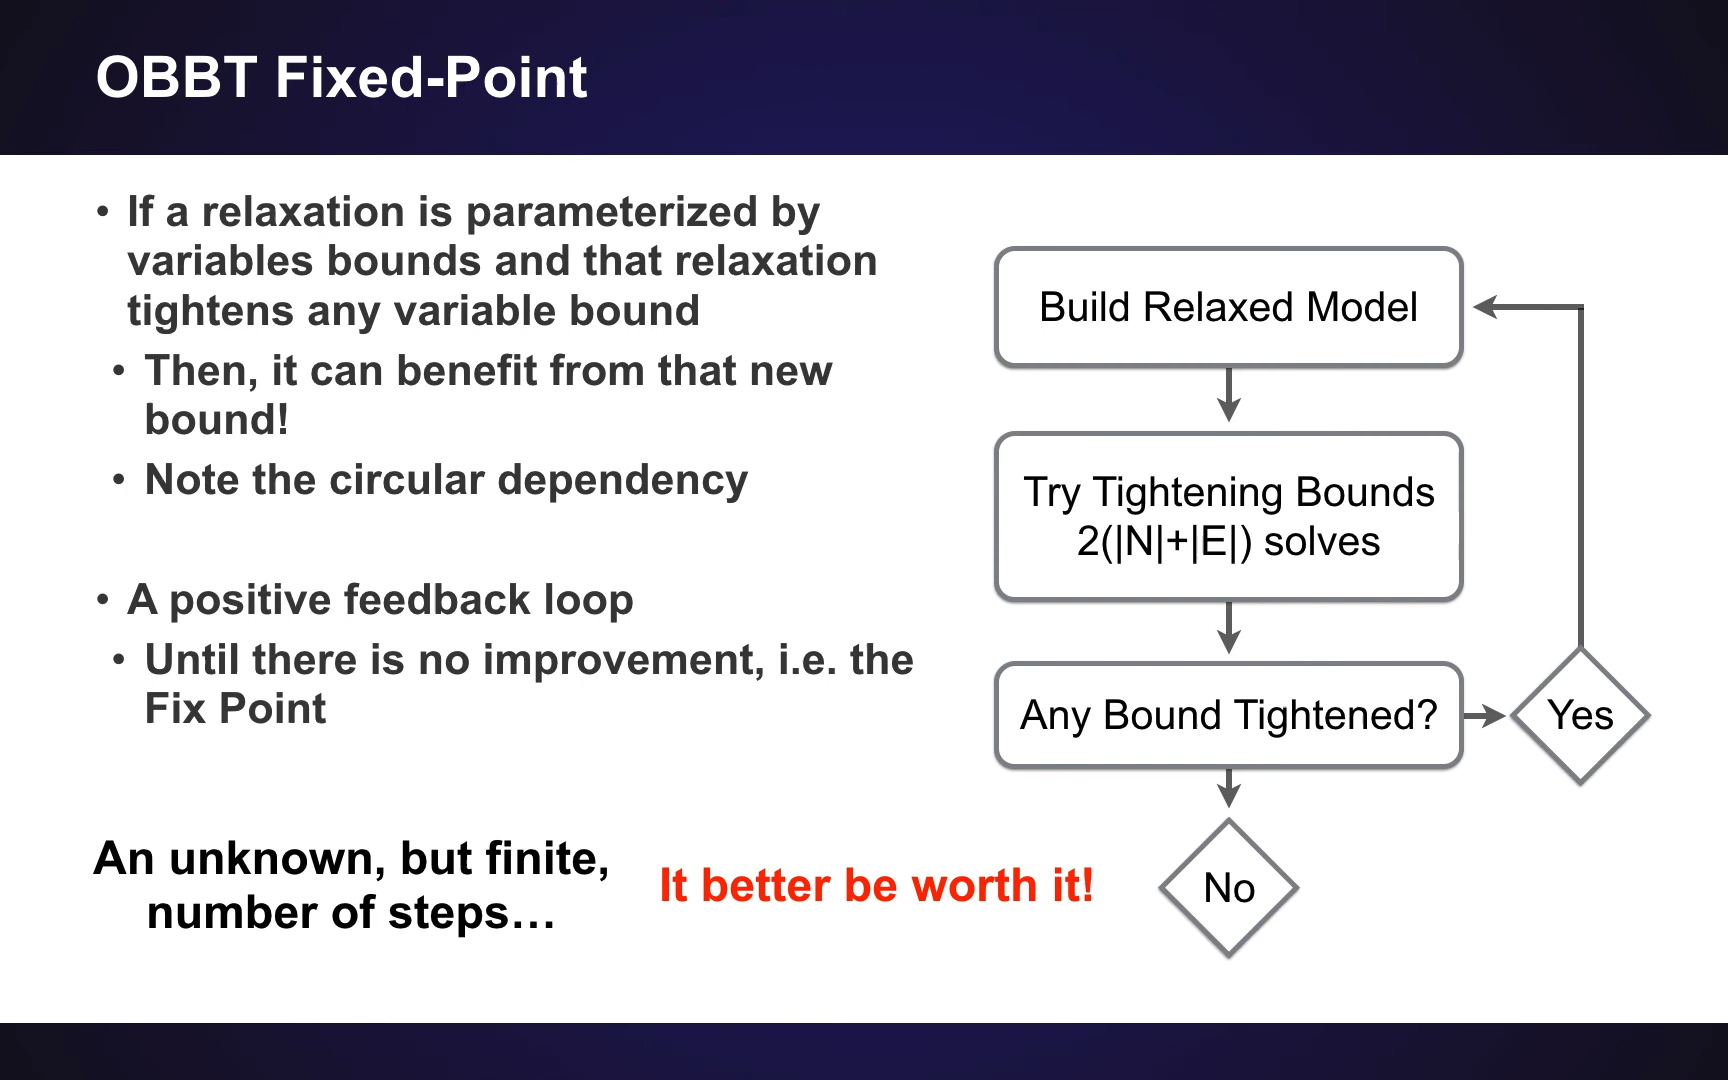 OBBT Fixed-Point
• If a relaxation is parameterized by
variables bounds and that relaxation
tightens any variable bound
• Then, it can benefit from that new
bound!
• Note the circular dependency
• A positive feedback loop
• Until there is no improvement, i.e. the
Fix Point
An unknown, but finite,
number of steps…
It better be worth it!
Build Relaxed Model
Try Tightening Bounds
2(|N|+|E|) solves
Any Bound Tightened?
Yes
No